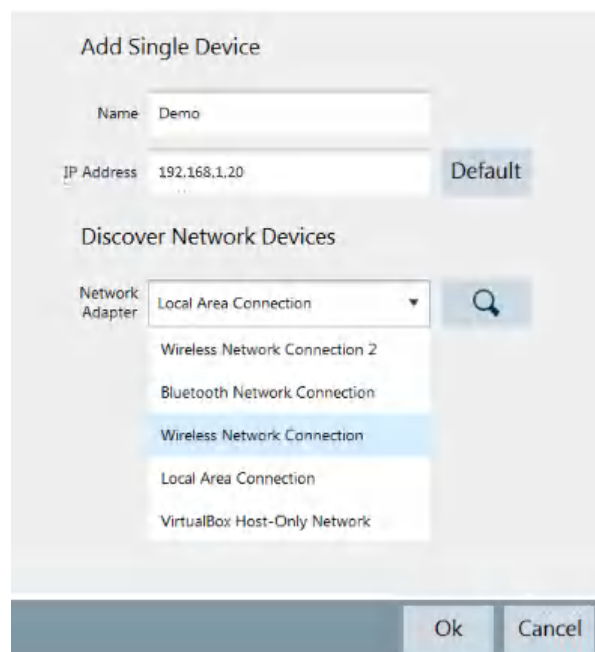 Add Single Device
Name Demo
IP Address 192.168.1.20 Default
Discover Network Devices
Network
Adapter Local Area Connection
Wireless Network Connection 2
Bluetooth Network Connection
Wireless Network Connection
Local Area Connection
VirtualBox Host-Only Network
Ok Cancel